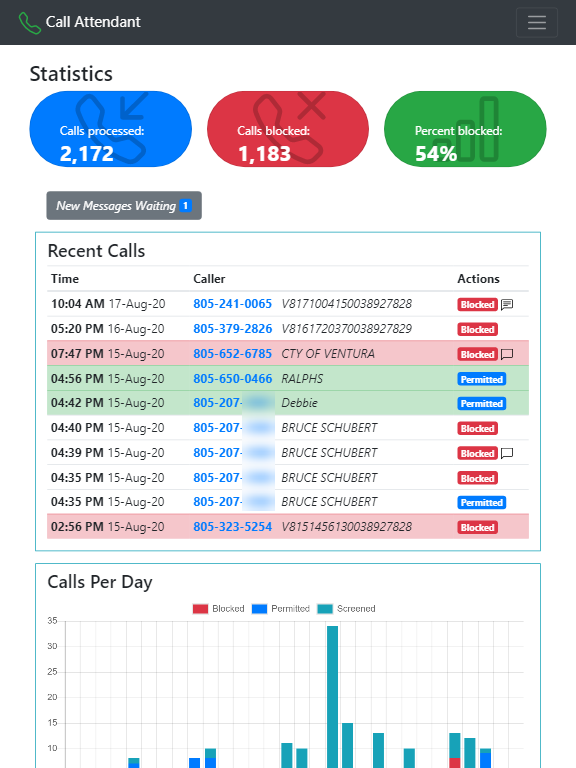 Call Attendant
Statistics
Calls processed: Calls blocked: Percent blocked:
2,172 1,183 54%
New Messages Waiting 1
Recent Calls
Time Caller Actions
10:04 AM 17-Aug-20 805-241-0065 V8171004150038927828 Blocked
05:20 PM 16-Aug-20 805-379-2826 V8161720370038927829 Blocked
07:47 PM 15-Aug-20 805-652-6785 CTY OF VENTURA Blocked
04:56 PM 15-Aug-20 805-650-0466 RALPHS Permitted
04:42 PM 15-Aug-20 805-207- Debbie Permitted
04:40 PM 15-Aug-20 805-207- BRUCE SCHUBERT Blocked
04:39 PM 15-Aug-20 805-207- BRUCE SCHUBERT Blocked
04:35 PM 15-Aug-20 805-207- BRUCE SCHUBERT Blocked
04:35 PM 15-Aug-20 805-207- BRUCE SCHUBERT Permitted
02:56 PM 15-Aug-20 805-323-5254 V8151456130038927828 Blocked
Calls Per Day
Blocked Permitted Screened
35
30
25
20
15
10